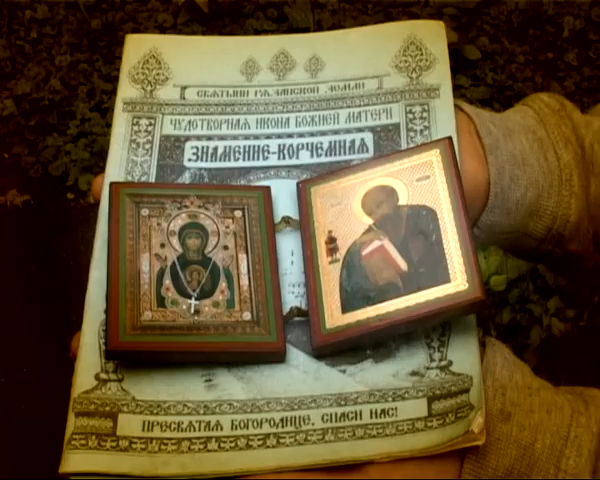 СВЯТЫНИ РЯЗАНСКОЙ ЗЕМЛИ
ЧУДОТВОРНАЯ ИКОНА БОЖИЕЙ МАТЕРИ
ЗНАМЕНИЕ-КОРЧЕМНАЯ
ПРЕСВЯТАЯ БОГОРОДИЦЕ, СПАСИ НАС!